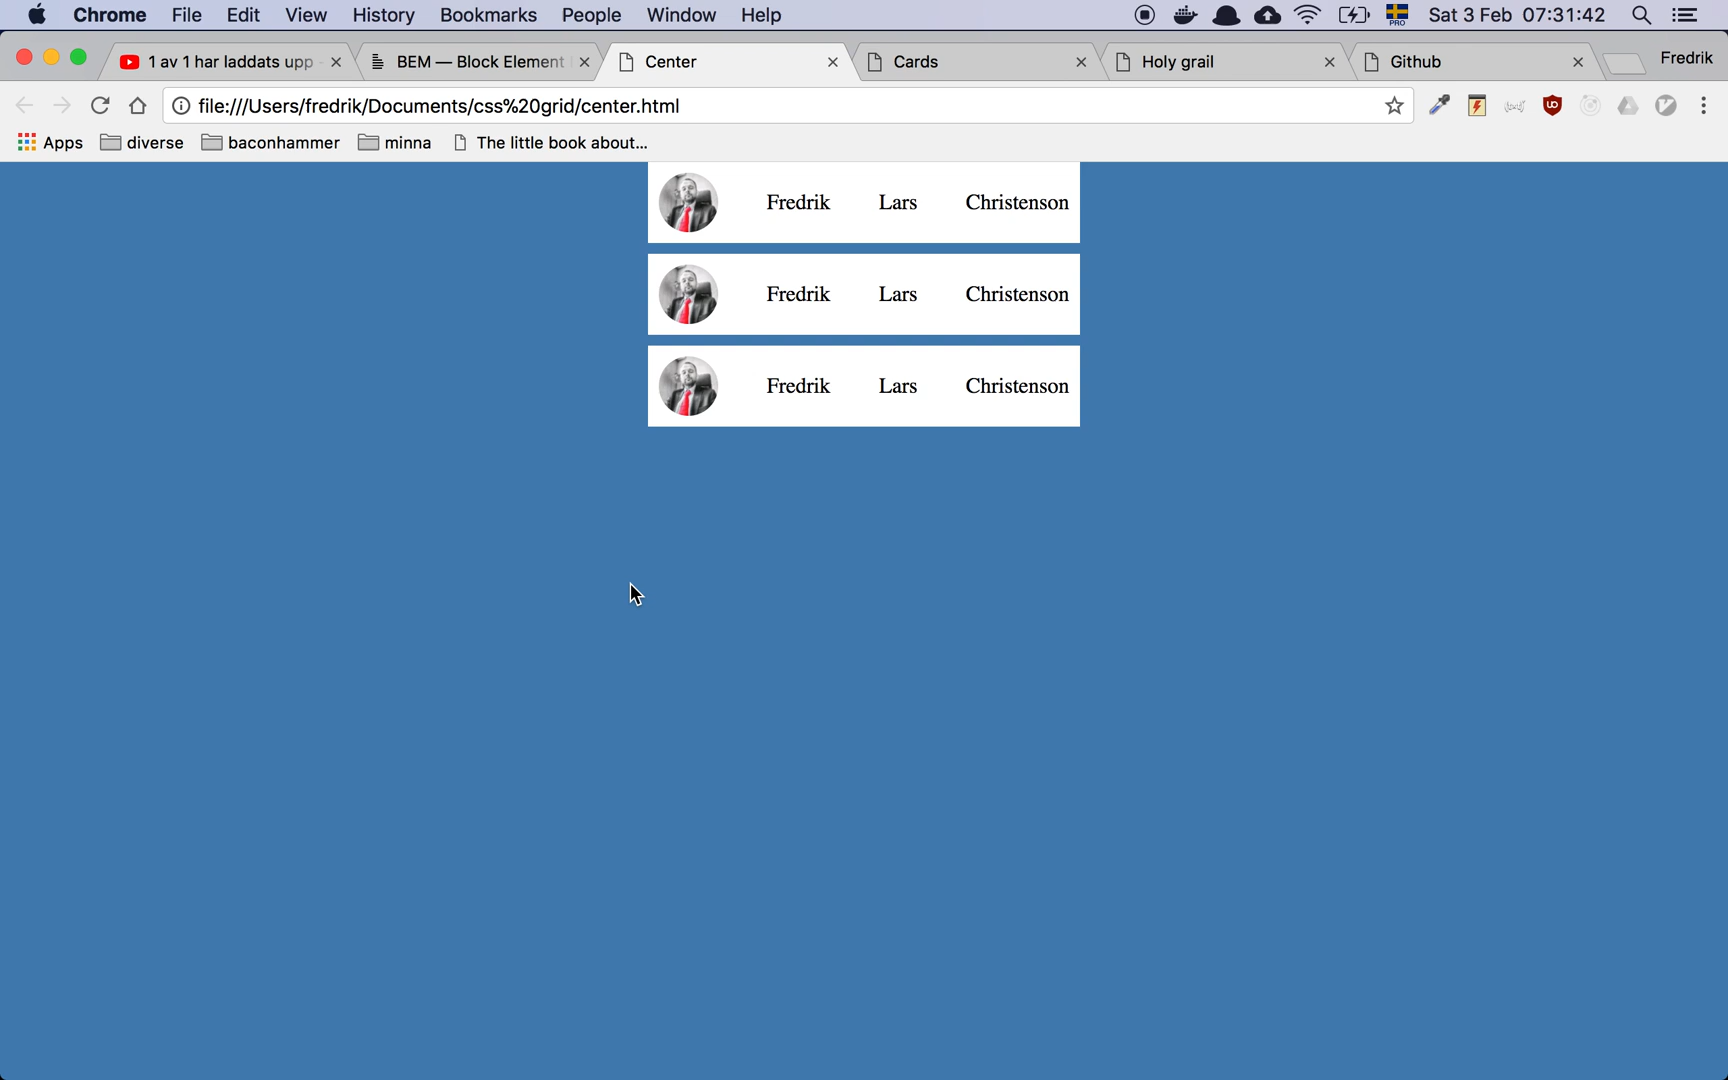 Chrome File Edit View History Bookmarks People Window Help PRO Sat 3 Feb 07:31:42
1 av 1 har laddats upp BEM — Block Element Center Cards Holy grail Github Fredrik
file:///Users/fredrik/Documents/css%20grid/center.html
Apps diverse baconhammer minna The little book about...
Fredrik Lars Christenson
Fredrik Lars Christenson
Fredrik Lars Christenson